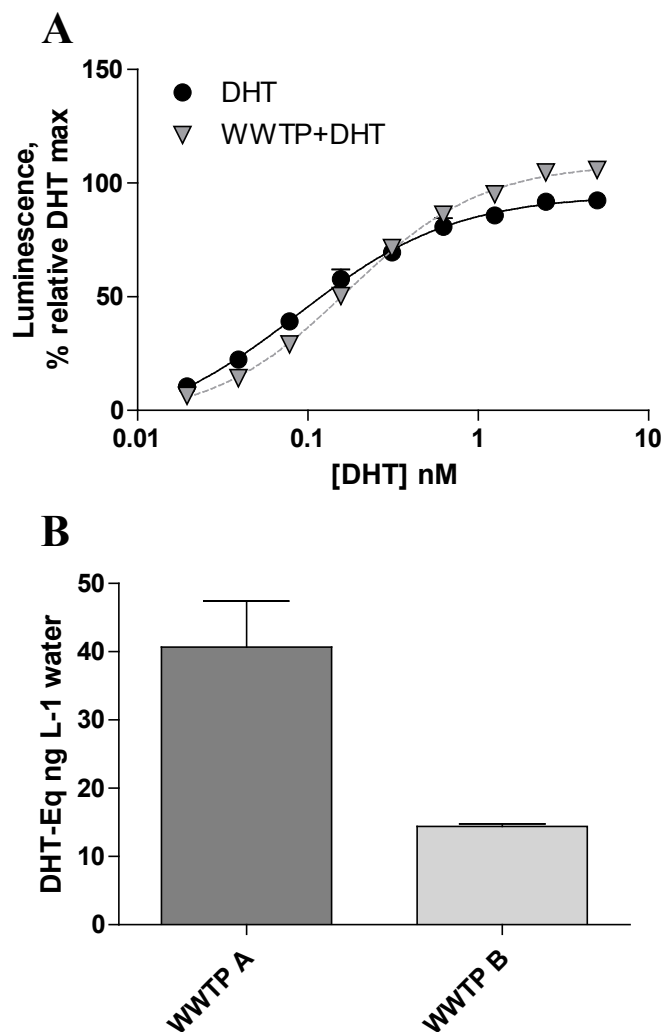 A
150
100
50
0
Luminescence,
% relative DHT max
DHT
WWTP+DHT
0.01
0.1
1
10
[DHT] nM
B
50
40
30
20
10
0
DHT-Eq ng L-1 water
WWTP A
WWTP B